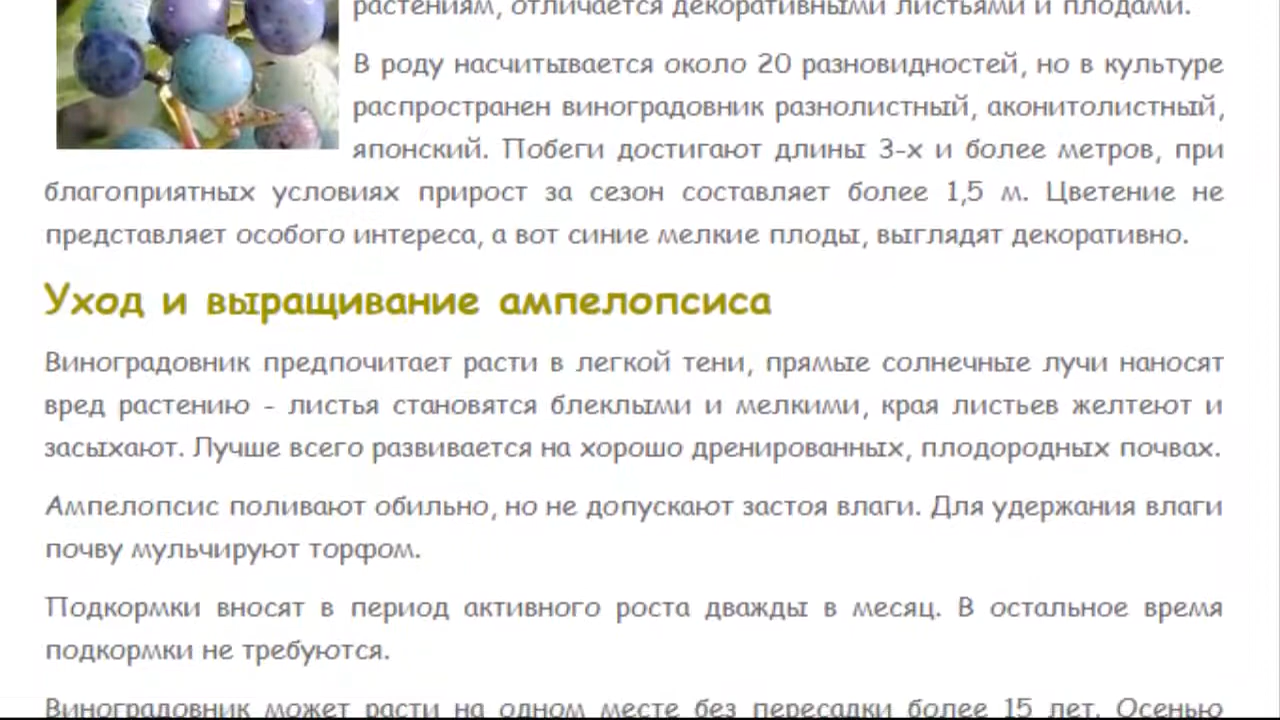 растениям, отличается декоративными листьями и плодами.
В роду насчитывается около 20 разновидностей, но в культуре
распространен виноградовник разнолистный, аконитолистный,
японский. Побеги достигают длины 3-х и более метров, при
благоприятных условиях прирост за сезон составляет более 1,5 м. Цветение не
представляет особого интереса, а вот синие мелкие плоды, выглядят декоративно.
Уход и выращивание ампелопсиса
Виноградовник предпочитает расти в легкой тени, прямые солнечные лучи наносят
вред растению - листья становятся блеклыми и мелкими, края листьев желтеют и
засыхают. Лучше всего развивается на хорошо дренированных, плодородных почвах.
Ампелопсис поливают обильно, но не допускают застоя влаги. Для удержания влаги
почву мульчируют торфом.
Подкормки вносят в период активного роста дважды в месяц. В остальное время
подкормки не требуются.
Виноградовник может расти на одном месте без пересадки более 15 лет. Осенью